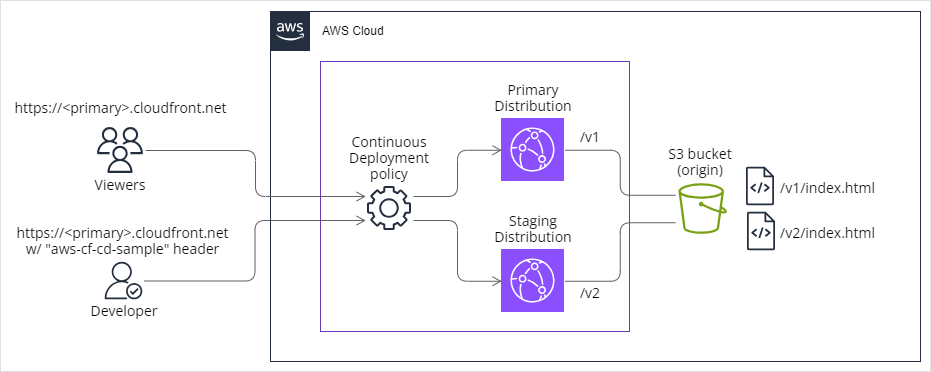 aws
AWS Cloud
https://<primary>.cloudfront.net
Viewers
https://<primary>.cloudfront.net
w/ "aws-cf-cd-sample" header
Developer
Continuous
Deployment
policy
Primary
Distribution
/v1
Staging
Distribution
/v2
S3 bucket
(origin)
/v1/index.html
/v2/index.html